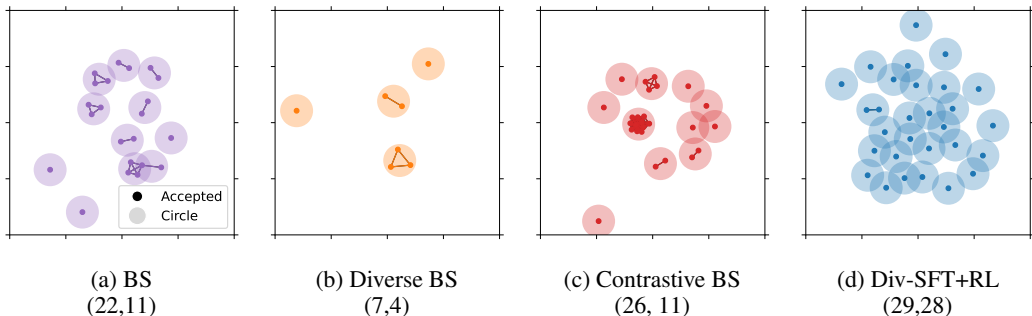 Accepted
Circle
(a) BS
(22,11)
(b) Diverse BS
(7,4)
(c) Contrastive BS
(26, 11)
(d) Div-SFT+RL
(29,28)